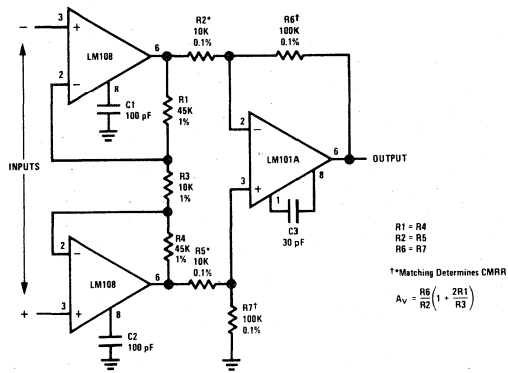 R2*
10K
0.1%
R6†
100K
0.1%
−
3
+
LM108
6
2
−
8
C1
100 pF
R1
45K
1%
2
−
LM101A
6
OUTPUT
3
+
1
8
C3
30 pF
INPUTS
R3
10K
1%
R4
45K
1%
R5*
10K
0.1%
2
−
LM108
6
3
+
+
8
C2
100 pF
R7†
100K
0.1%
R1 = R4
R2 = R5
R6 = R7
†*Matching Determines CMRR
AV = R6/R2 (1 + 2R1/R3)